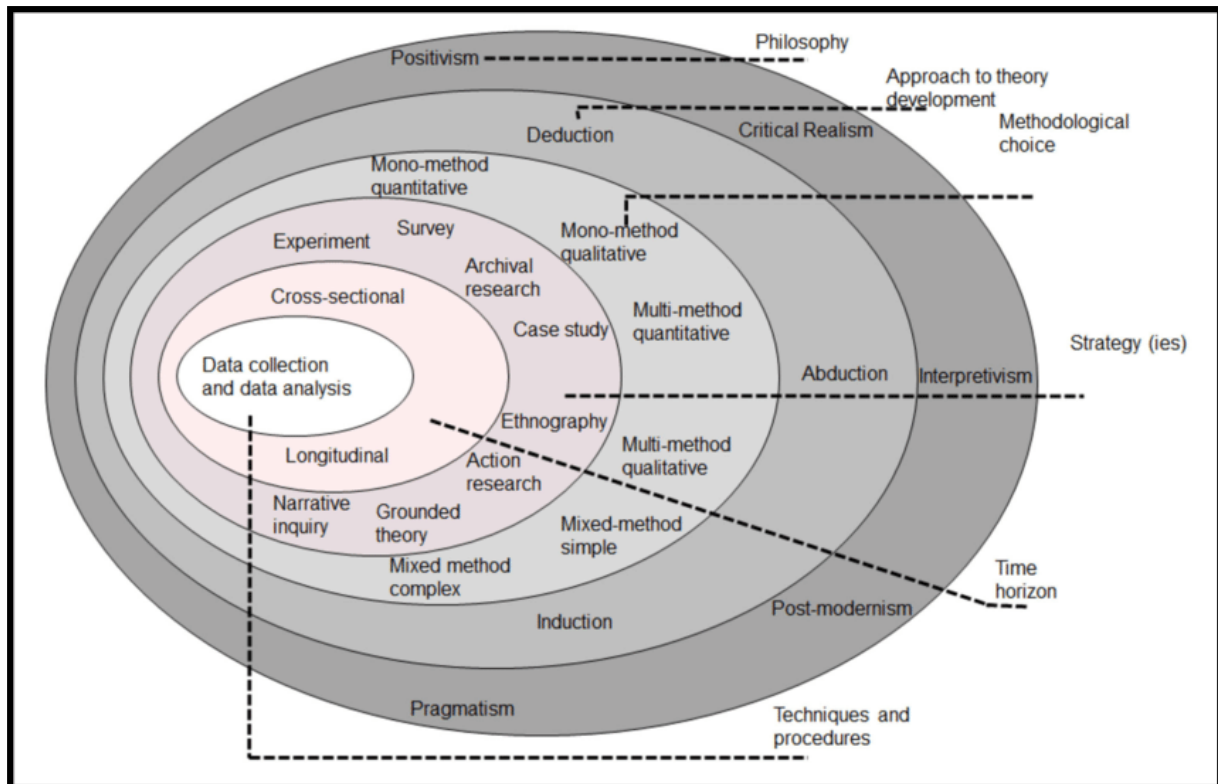 Philosophy
Positivism
Approach to theory
development
Methodological
choice
Critical Realism
Deduction
Mono-method
quantitative
Survey
Mono-method
qualitative
Experiment
Archival
research
Cross-sectional
Multi-method
quantitative
Case study
Strategy (ies)
Data collection
and data analysis
Abduction
Interpretivism
Ethnography
Multi-method
qualitative
Longitudinal
Action
research
Narrative
inquiry
Grounded
theory
Mixed-method
simple
Mixed method
complex
Time
horizon
Post-modernism
Induction
Pragmatism
Techniques and
procedures